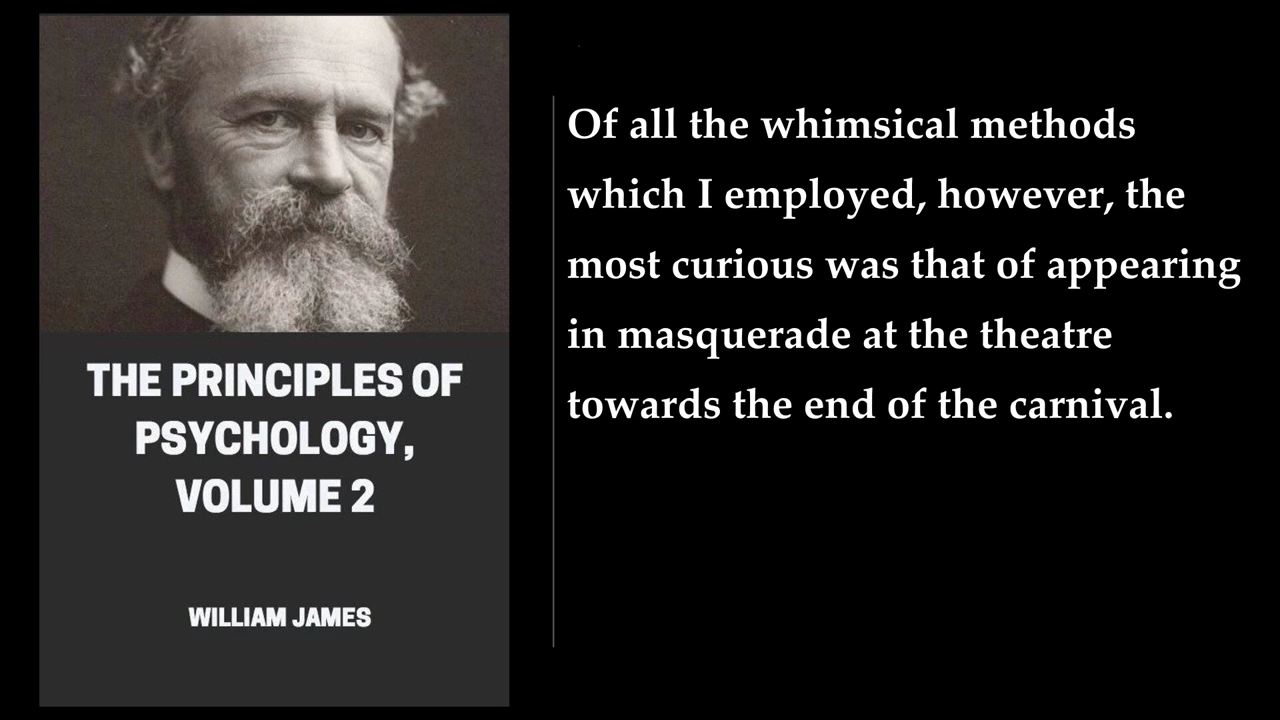 THE PRINCIPLES OF
PSYCHOLOGY,
VOLUME 2
WILLIAM JAMES
Of all the whimsical methods
which I employed, however, the
most curious was that of appearing
in masquerade at the theatre
towards the end of the carnival.